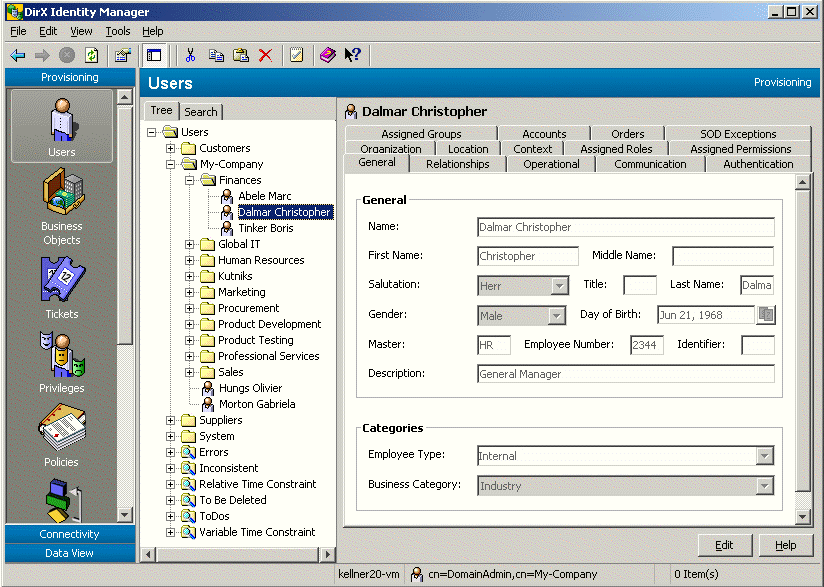 DirX Identity Manager
File Edit View Tools Help
Provisioning
Users
Provisioning
Users
Business Objects
Tickets
Privileges
Policies
Connectivity
Data View
Tree Search
Users
Customers
My-Company
Finances
Abele Marc
Dalmar Christopher
Tinker Boris
Global IT
Human Resources
Kutniks
Marketing
Procurement
Product Development
Product Testing
Professional Services
Sales
Hungs Olivier
Morton Gabriela
Suppliers
System
Errors
Inconsistent
Relative Time Constraint
To Be Deleted
ToDos
Variable Time Constraint
Dalmar Christopher
Assigned Groups Accounts Orders SOD Exceptions
Organization Location Context Assigned Roles Assigned Permissions
General Relationships Operational Communication Authentication
General
Name: Dalmar Christopher
First Name: Christopher Middle Name:
Salutation: Herr Title: Last Name: Dalma
Gender: Male Day of Birth: Jun 21, 1968
Master: HR Employee Number: 2344 Identifier:
Description: General Manager
Categories
Employee Type: Internal
Business Category: Industry
Edit Help
kellner20-vm cn=DomainAdmin,cn=My-Company 0 Item(s)